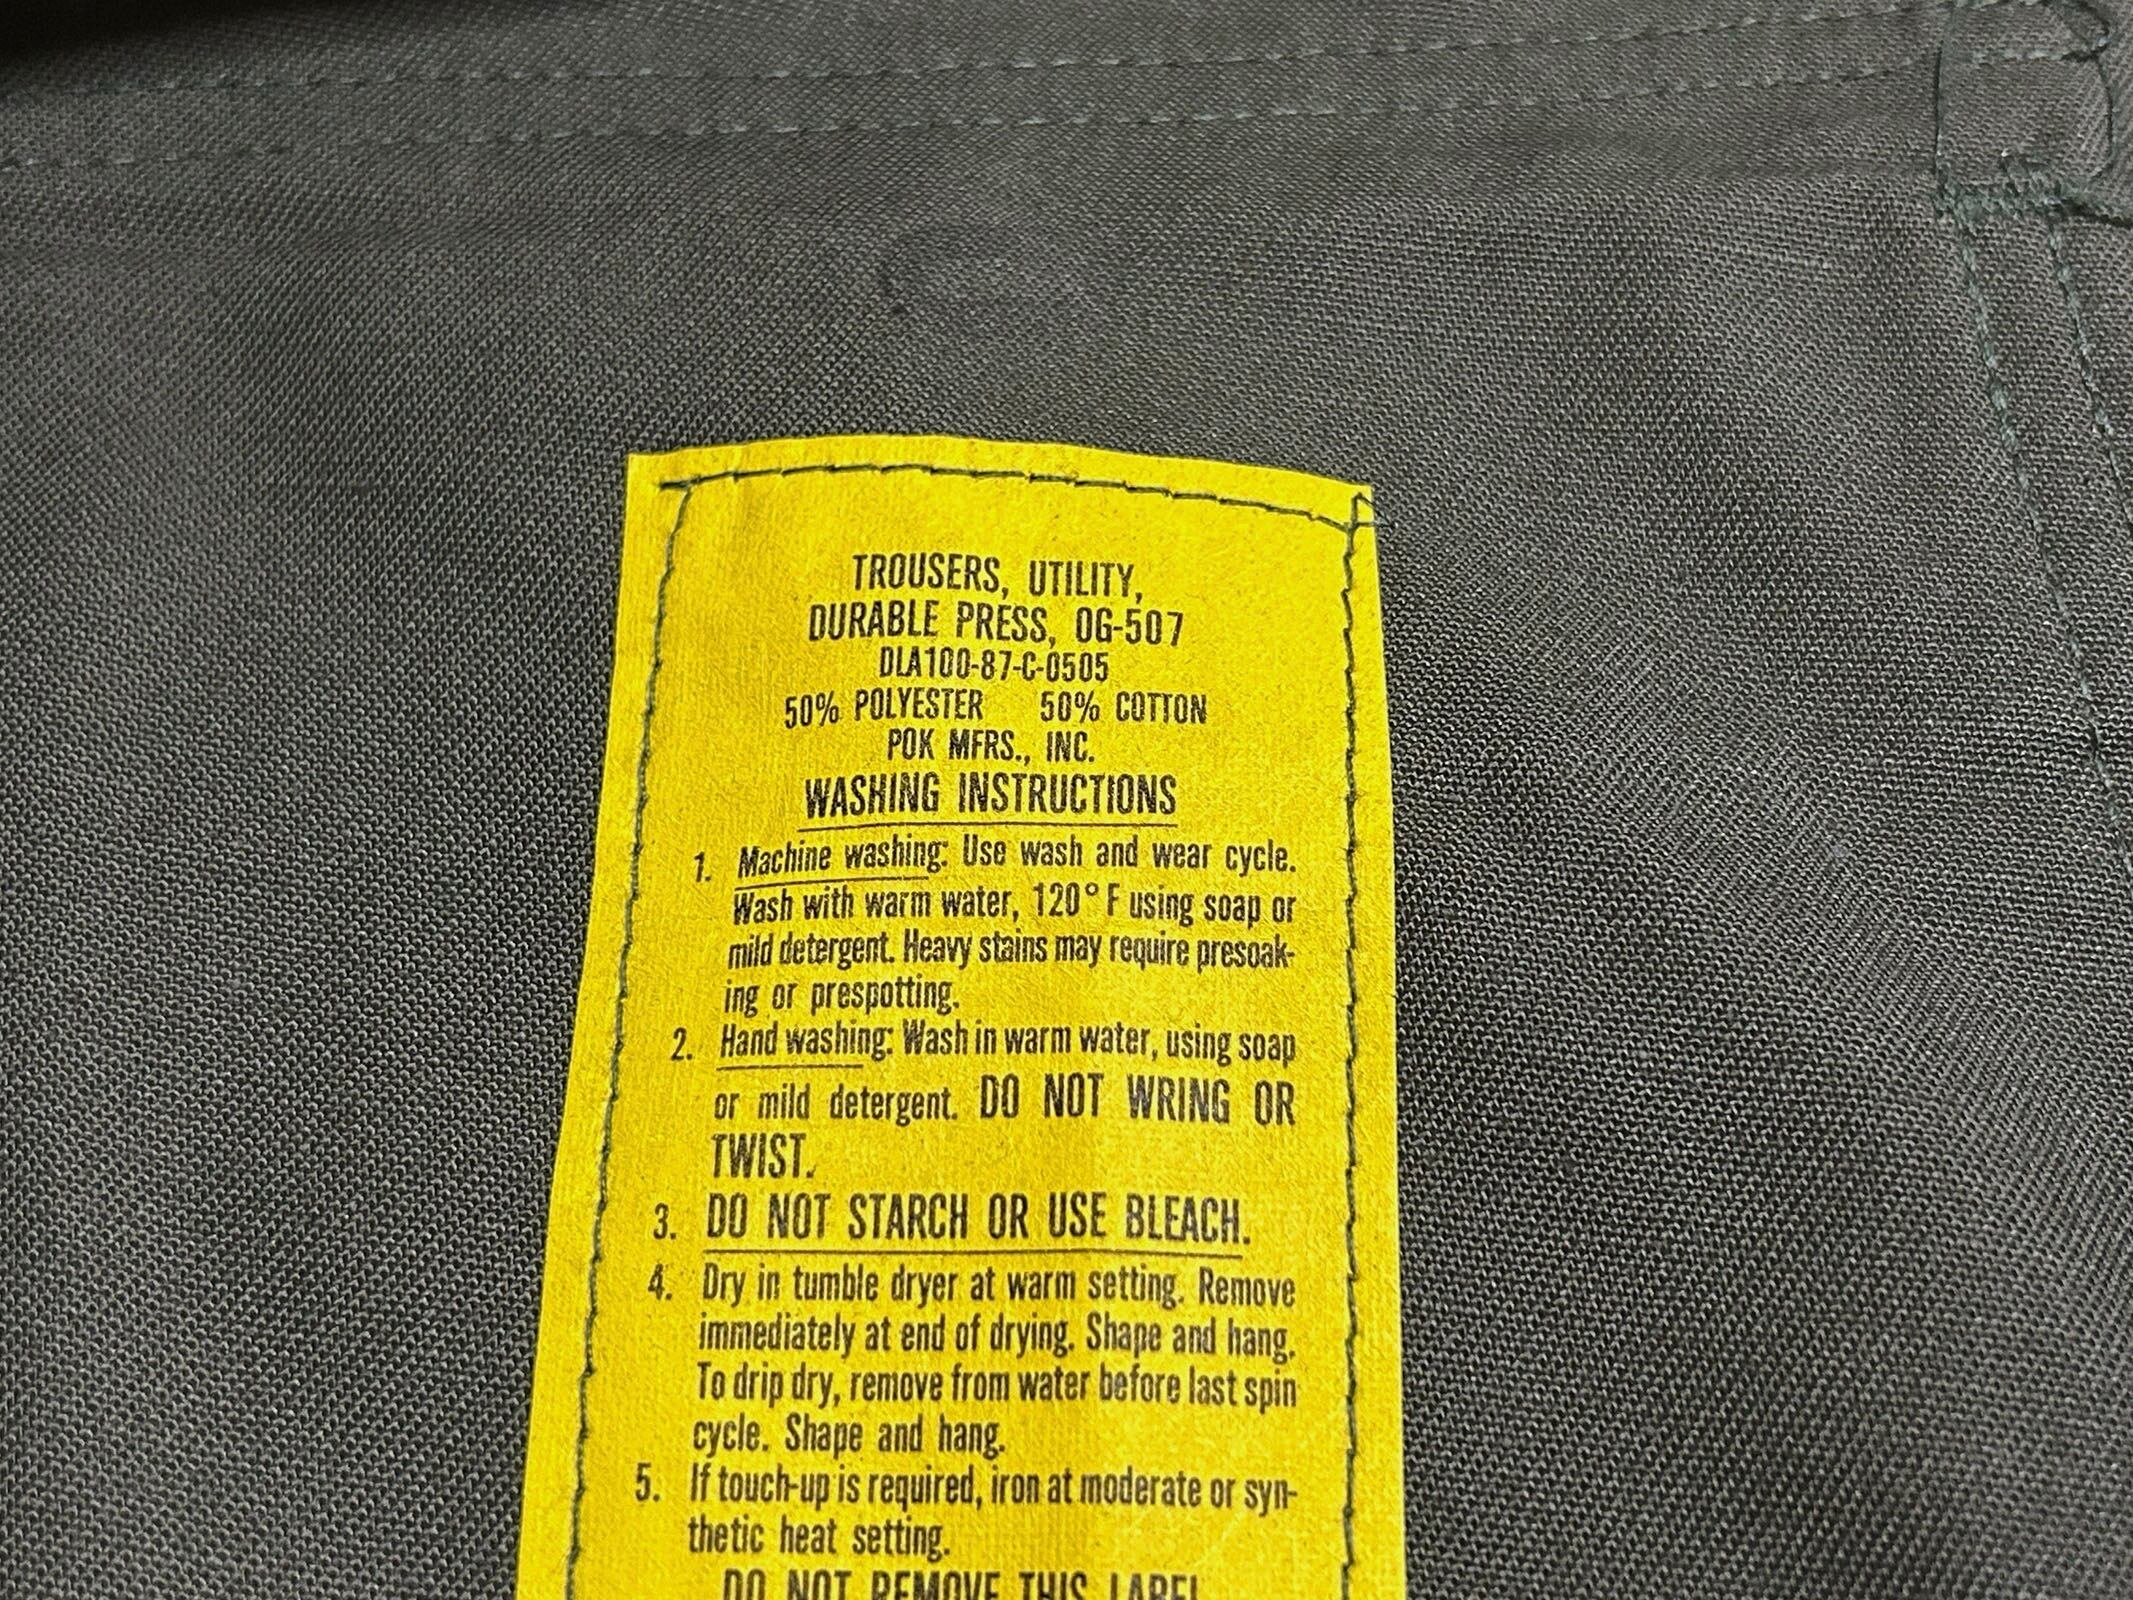 TROUSERS, UTILITY,
DURABLE PRESS, OG-507
DLA100-87-C-0505
50% POLYESTER 50% COTTON
POK MFRS., INC.
WASHING INSTRUCTIONS
1. Machine washing: Use wash and wear cycle.
Wash with warm water, 120° F using soap or
mild detergent. Heavy stains may require presoak-
ing or prespotting.
2. Hand washing: Wash in warm water, using soap
or mild detergent. DO NOT WRING OR
TWIST.
3. DO NOT STARCH OR USE BLEACH.
4. Dry in tumble dryer at warm setting. Remove
immediately at end of drying. Shape and hang.
To drip dry, remove from water before last spin
cycle. Shape and hang.
5. If touch-up is required, iron at moderate or syn-
thetic heat setting.
DO NOT REMOVE THIS LABEL